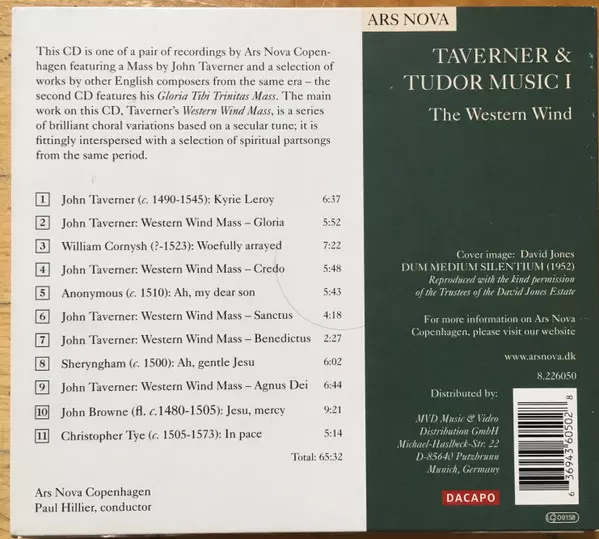 ARS NOVA
This CD is one of a pair of recordings by Ars Nova Copen-
hagen featuring a Mass by John Taverner and a selection of
works by other English composers from the same era – the
second CD features his Gloria Tibi Trinitas Mass. The main
work on this CD, Taverner's Western Wind Mass, is a series
of brilliant choral variations based on a secular tune; it is
fittingly interspersed with a selection of spiritual partsongs
from the same period.
1 John Taverner (c. 1490-1545): Kyrie Leroy 6:37
2 John Taverner: Western Wind Mass – Gloria 5:52
3 William Cornysh (?-1523): Woefully arrayed 7:22
4 John Taverner: Western Wind Mass – Credo 5:48
5 Anonymous (c. 1510): Ah, my dear son 5:43
6 John Taverner: Western Wind Mass – Sanctus 4:18
7 John Taverner: Western Wind Mass – Benedictus 2:27
8 Sheryngham (c. 1500): Ah, gentle Jesu 6:02
9 John Taverner: Western Wind Mass – Agnus Dei 6:44
10 John Browne (fl. c.1480-1505): Jesu, mercy 9:21
11 Christopher Tye (c. 1505-1573): In pace 5:14
Total: 65:32
Ars Nova Copenhagen
Paul Hillier, conductor
TAVERNER &
TUDOR MUSIC I
The Western Wind
Cover image: David Jones
DUM MEDIUM SILENTIUM (1952)
Reproduced with the kind permission
of the Trustees of the David Jones Estate
For more information on Ars Nova
Copenhagen, please visit our website
www.arsnova.dk
8.226050
Distributed by:
MVD Music & Video
Distribution GmbH
Michael-Haslbeck-Str. 22
D-85640 Putzbrunn
Munich, Germany
DACAPO
6 36943 60502 8
LC 09158